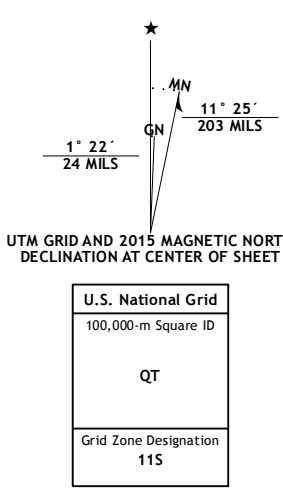 ★
MN
GN
11° 25´
203 MILS
1° 22´
24 MILS
UTM GRID AND 2015 MAGNETIC NORT
DECLINATION AT CENTER OF SHEET
U.S. National Grid
100,000-m Square ID
QT
Grid Zone Designation
11S